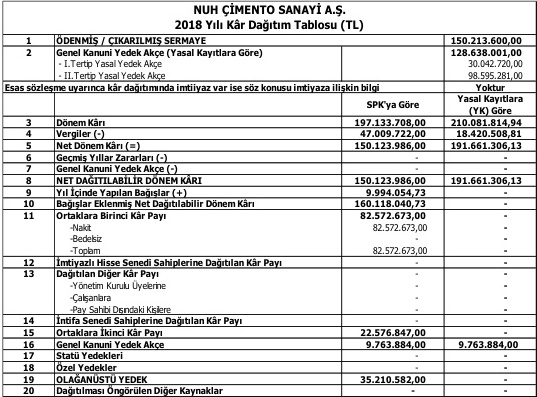 NUH ÇİMENTO SANAYİ A.Ş.
2018 Yılı Kâr Dağıtım Tablosu (TL)
1 ÖDENMİŞ / ÇIKARILMIŞ SERMAYE 150.213.600,00
2 Genel Kanuni Yedek Akçe (Yasal Kayıtlara Göre) 128.638.001,00
- I.Tertip Yasal Yedek Akçe 30.042.720,00
- II.Tertip Yasal Yedek Akçe 98.595.281,00
Esas sözleşme uyarınca kâr dağıtımında imtiyaz var ise söz konusu imtiyaza ilişkin bilgi Yoktur
SPK'ya Göre Yasal Kayıtlara
(YK) Göre
3 Dönem Kârı 197.133.708,00 210.081.814,94
4 Vergiler (-) 47.009.722,00 18.420.508,81
5 Net Dönem Kârı (=) 150.123.986,00 191.661.306,13
6 Geçmiş Yıllar Zararları (-) - -
7 Genel Kanuni Yedek Akçe (-) - -
8 NET DAĞITILABİLİR DÖNEM KÂRI 150.123.986,00 191.661.306,13
9 Yıl İçinde Yapılan Bağışlar (+) 9.994.054,73 -
10 Bağışlar Eklenmiş Net Dağıtılabilir Dönem Kârı 160.118.040,73 -
11 Ortaklara Birinci Kâr Payı 82.572.673,00 -
-Nakit 82.572.673,00 -
-Bedelsiz - -
-Toplam 82.572.673,00 -
12 İmtiyazlı Hisse Senedi Sahiplerine Dağıtılan Kâr Payı - -
13 Dağıtılan Diğer Kâr Payı - -
-Yönetim Kurulu Üyelerine - -
-Çalışanlara - -
-Pay Sahibi Dışındaki Kişilere - -
14 İntifa Senedi Sahiplerine Dağıtılan Kâr Payı - -
15 Ortaklara İkinci Kâr Payı 22.576.847,00 -
16 Genel Kanuni Yedek Akçe 9.763.884,00 9.763.884,00
17 Statü Yedekleri - -
18 Özel Yedekler - -
19 OLAĞANÜSTÜ YEDEK 35.210.582,00 -
20 Dağıtılması Öngörülen Diğer Kaynaklar - -